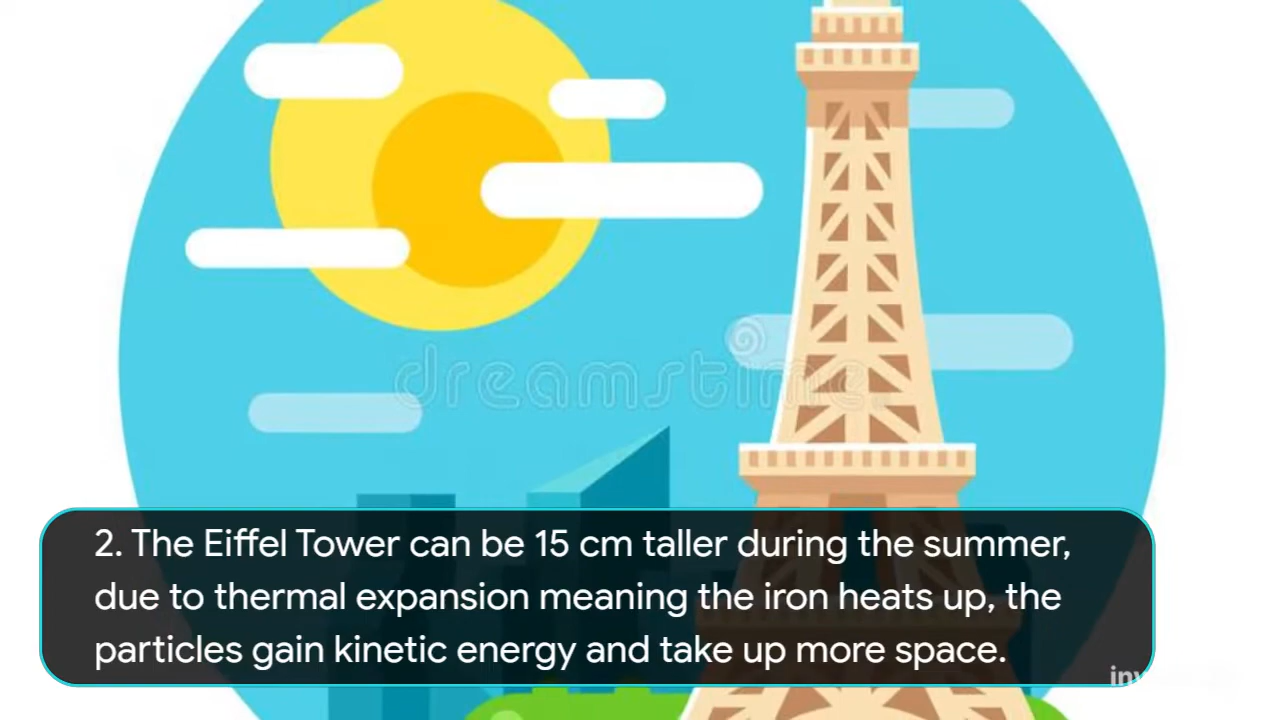 dreamstime
2. The Eiffel Tower can be 15 cm taller during the summer,
due to thermal expansion meaning the iron heats up, the
particles gain kinetic energy and take up more space.